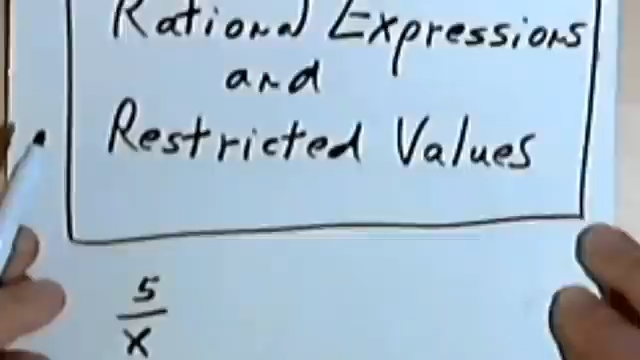 Rational Expressions
and
Restricted Values
5
x